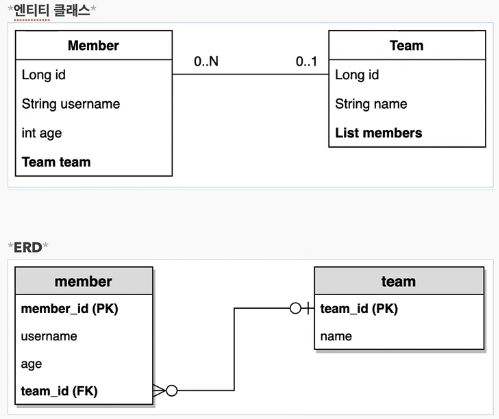 *엔티티 클래스*
Member
Long id
String username
int age
Team team
0..N
0..1
Team
Long id
String name
List members
*ERD*
member
member_id (PK)
username
age
team_id (FK)
team
team_id (PK)
name